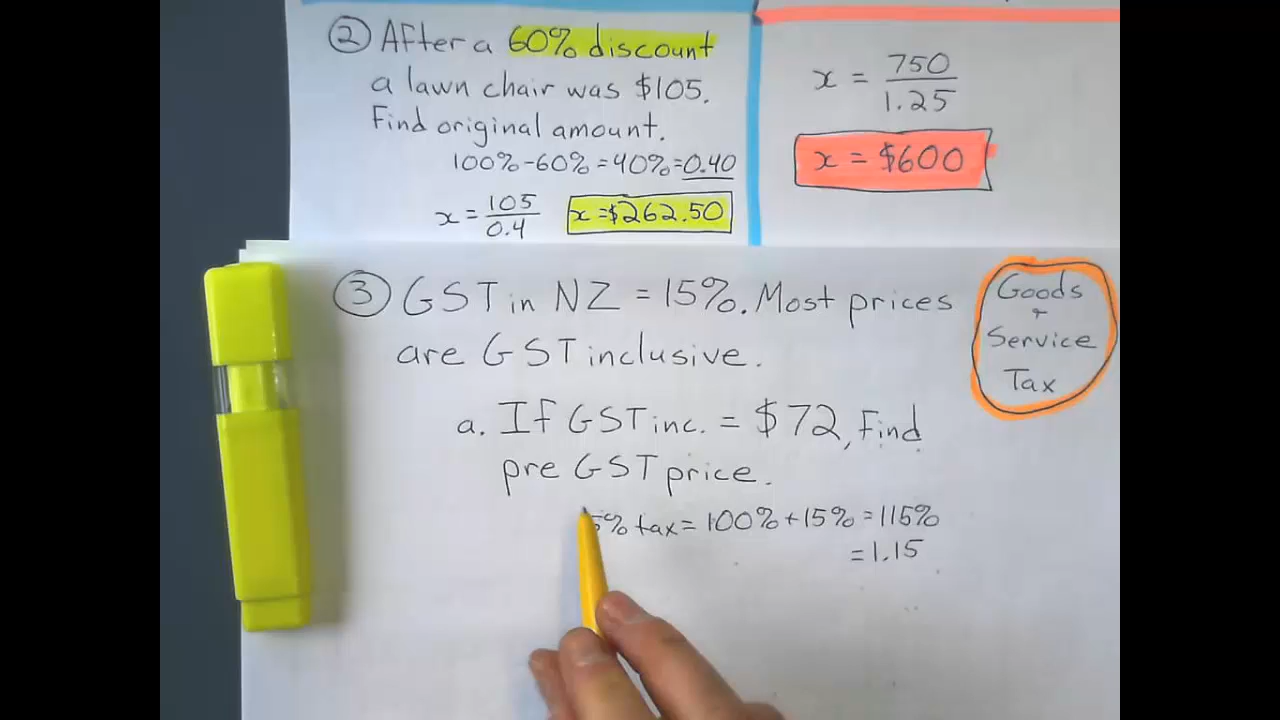 ② After a 60% discount
a lawn chair was $105.
Find original amount.
100% - 60% = 40% = 0.40
x = 105/0.4 x = $262.50
x = 750/1.25
x = $600
③ GST in NZ = 15%. Most prices
are GST inclusive.
Goods
+
Service
Tax
a. If GST inc. = $72, Find
pre GST price.
5% tax = 100% + 15% = 115%
= 1.15